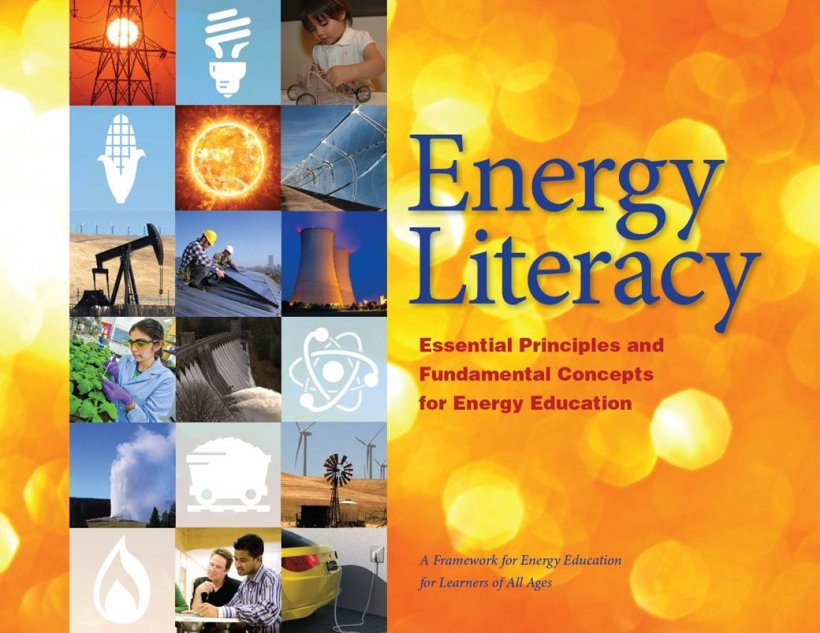 Energy
Literacy
Essential Principles and
Fundamental Concepts
for Energy Education
A Framework for Energy Education
for Learners of All Ages